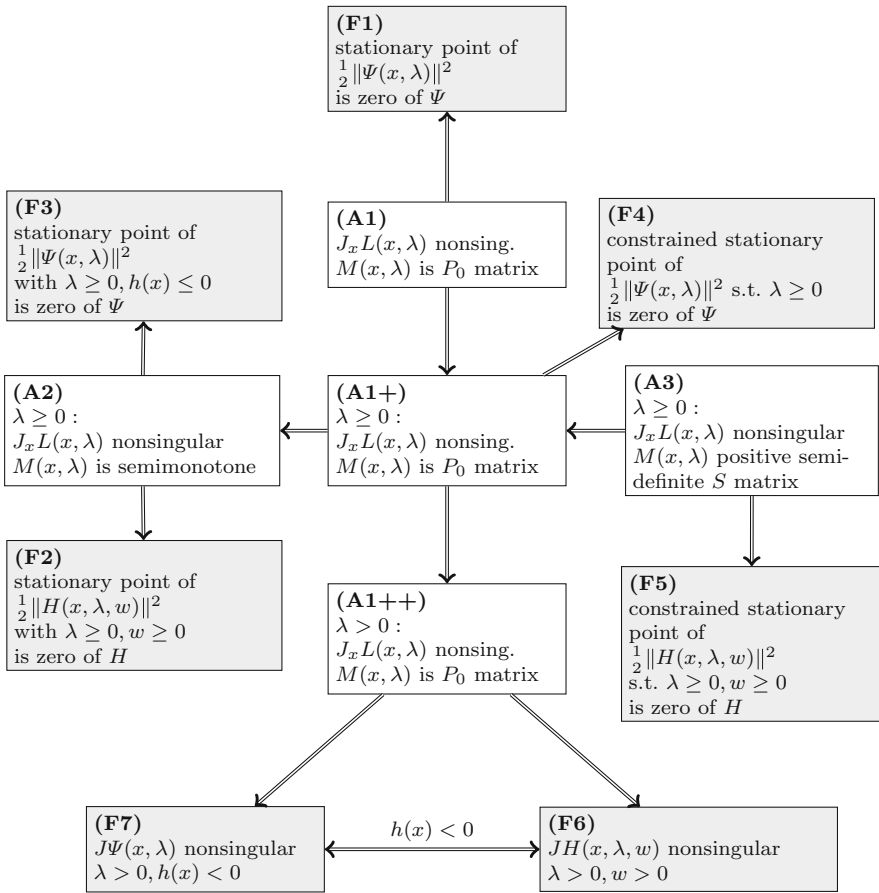 (F1)
stationary point of
½‖Ψ(x, λ)‖²
is zero of Ψ
(F3)
stationary point of
½‖Ψ(x, λ)‖²
with λ ≥ 0, h(x) ≤ 0
is zero of Ψ
(A1)
JₓL(x, λ) nonsing.
M(x, λ) is P₀ matrix
(F4)
constrained stationary
point of
½‖Ψ(x, λ)‖² s.t. λ ≥ 0
is zero of Ψ
(A2)
λ ≥ 0 :
JₓL(x, λ) nonsingular
M(x, λ) is semimonotone
(A1+)
λ ≥ 0 :
JₓL(x, λ) nonsing.
M(x, λ) is P₀ matrix
(A3)
λ ≥ 0 :
JₓL(x, λ) nonsingular
M(x, λ) positive semi-
definite S matrix
(F2)
stationary point of
½‖H(x, λ, w)‖²
with λ ≥ 0, w ≥ 0
is zero of H
(A1++)
λ > 0 :
JₓL(x, λ) nonsing.
M(x, λ) is P₀ matrix
(F5)
constrained stationary
point of
½‖H(x, λ, w)‖²
s.t. λ ≥ 0, w ≥ 0
is zero of H
(F7)
JΨ(x, λ) nonsingular
λ > 0, h(x) < 0
h(x) < 0
(F6)
JH(x, λ, w) nonsingular
λ > 0, w > 0